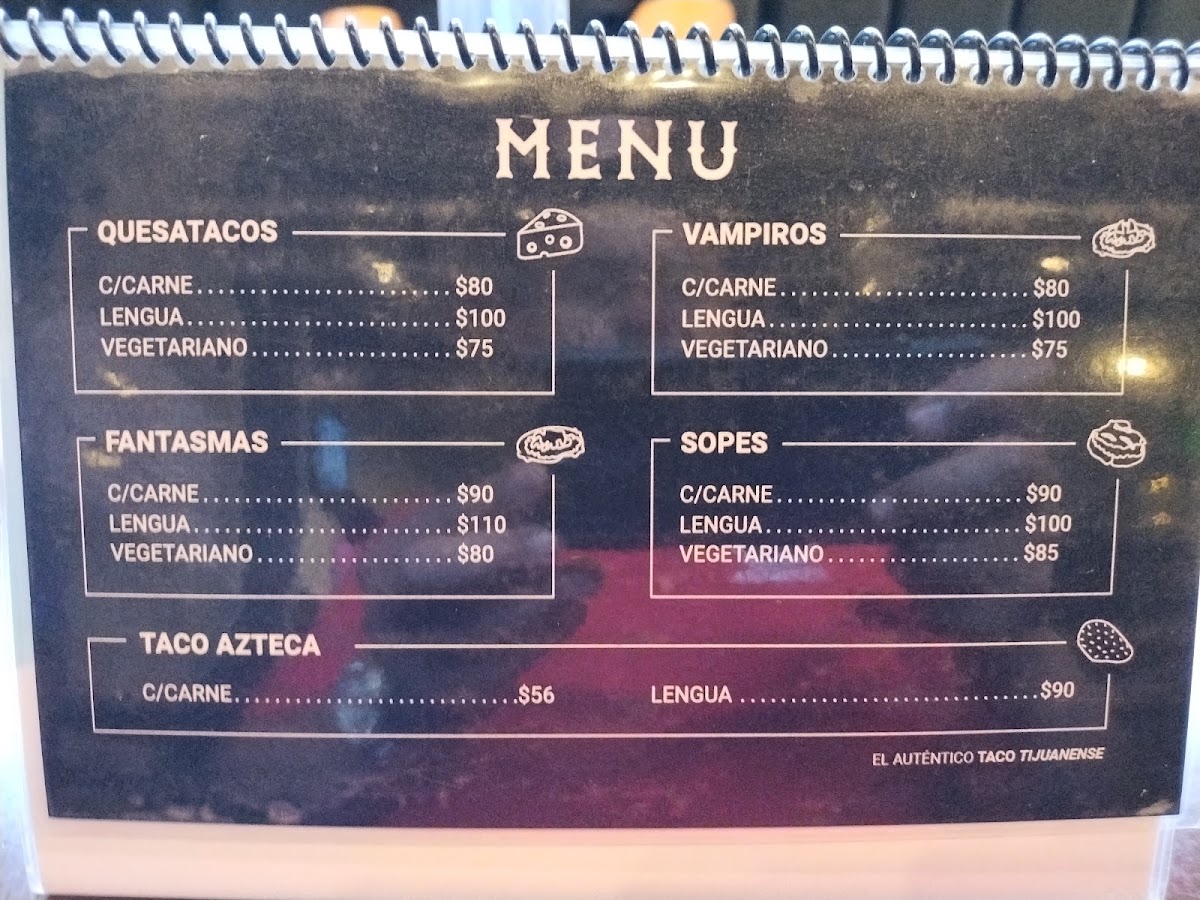 MENU
QUESATACOS
C/CARNE........................$80
LENGUA.........................$100
VEGETARIANO...................$75
VAMPIROS
C/CARNE........................$80
LENGUA.........................$100
VEGETARIANO...................$75
FANTASMAS
C/CARNE........................$90
LENGUA.........................$110
VEGETARIANO...................$80
SOPES
C/CARNE........................$90
LENGUA.........................$100
VEGETARIANO...................$85
TACO AZTECA
C/CARNE...........................$56
LENGUA.............................$90
EL AUTÉNTICO TACO TIJUANENSE